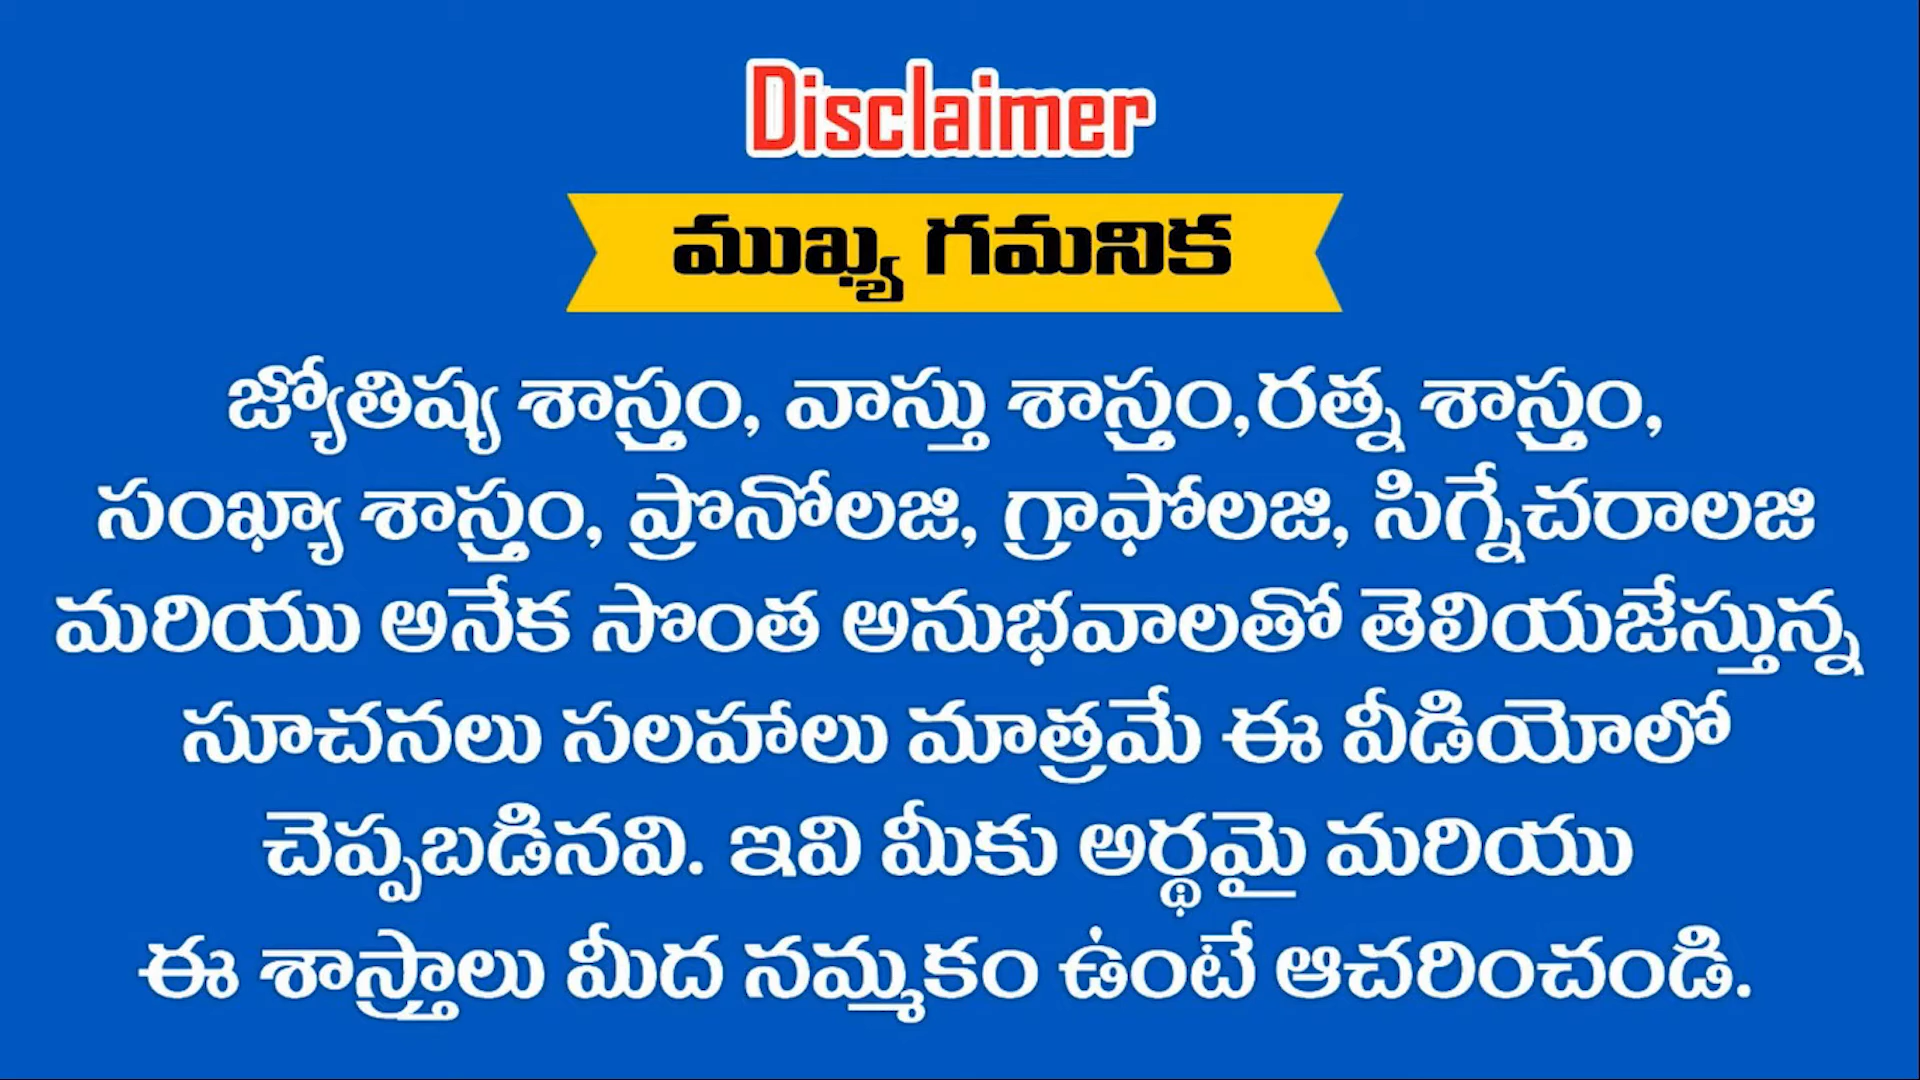 Disclaimer
ముఖ్య గమనిక
జ్యోతిష్య శాస్త్రం, వాస్తు శాస్త్రం,రత్న శాస్త్రం,
సంఖ్యా శాస్త్రం, ప్రొనోలజి, గ్రాఫోలజి, సిగ్నేచరాలజి
మరియు అనేక సొంత అనుభవాలతో తెలియజేస్తున్న
సూచనలు సలహాలు మాత్రమే ఈ వీడియోలో
చెప్పబడినవి. ఇవి మీకు అర్థమై మరియు
ఈ శాస్త్రాలు మీద నమ్మకం ఉంటే ఆచరించండి.